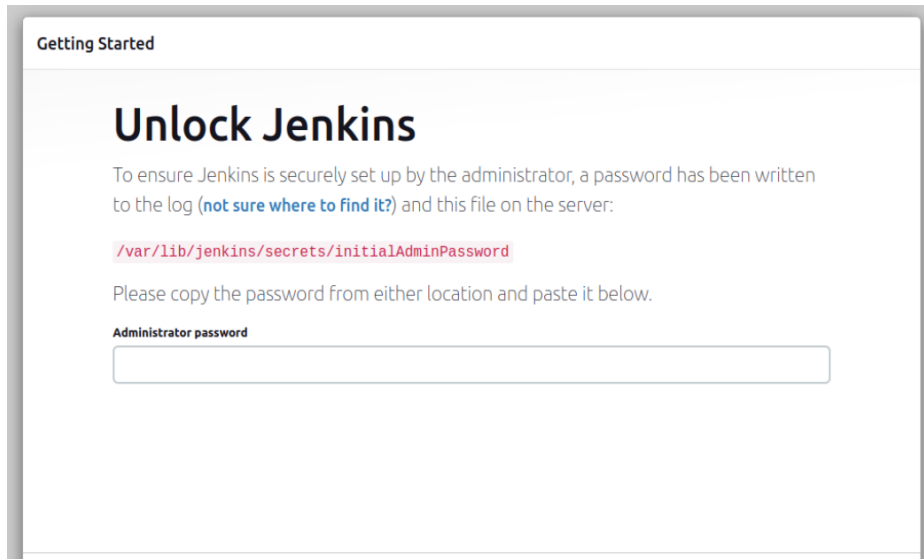 Getting Started
Unlock Jenkins
To ensure Jenkins is securely set up by the administrator, a password has been written
to the log (not sure where to find it?) and this file on the server:
/var/lib/jenkins/secrets/initialAdminPassword
Please copy the password from either location and paste it below.
Administrator password